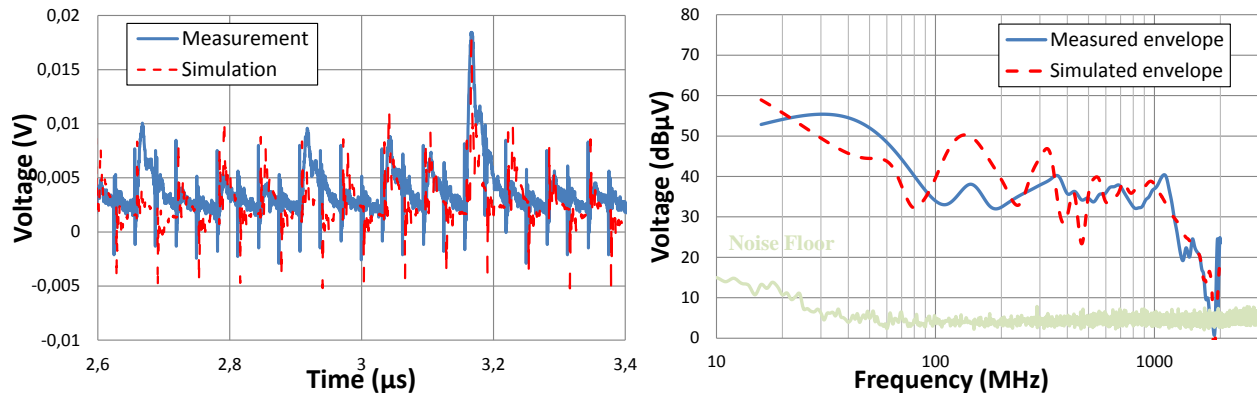 0,02
0,015
0,01
0,005
0
-0,005
-0,01
Voltage (V)
Measurement
Simulation
2,6
2,8
3
3,2
3,4
Time (µs)
80
70
60
50
40
30
20
10
0
Voltage (dBµV)
Measured envelope
Simulated envelope
Noise Floor
10
100
1000
Frequency (MHz)